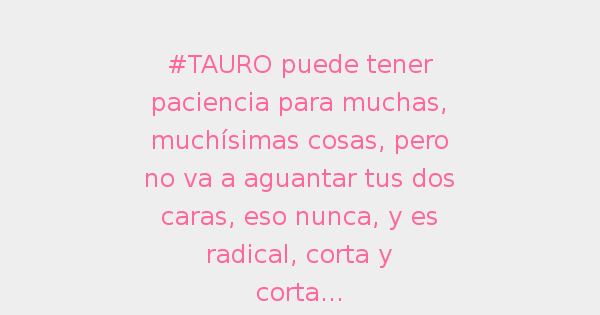 #TAURO puede tener
paciencia para muchas,
muchísimas cosas, pero
no va a aguantar tus dos
caras, eso nunca, y es
radical, corta y
corta...